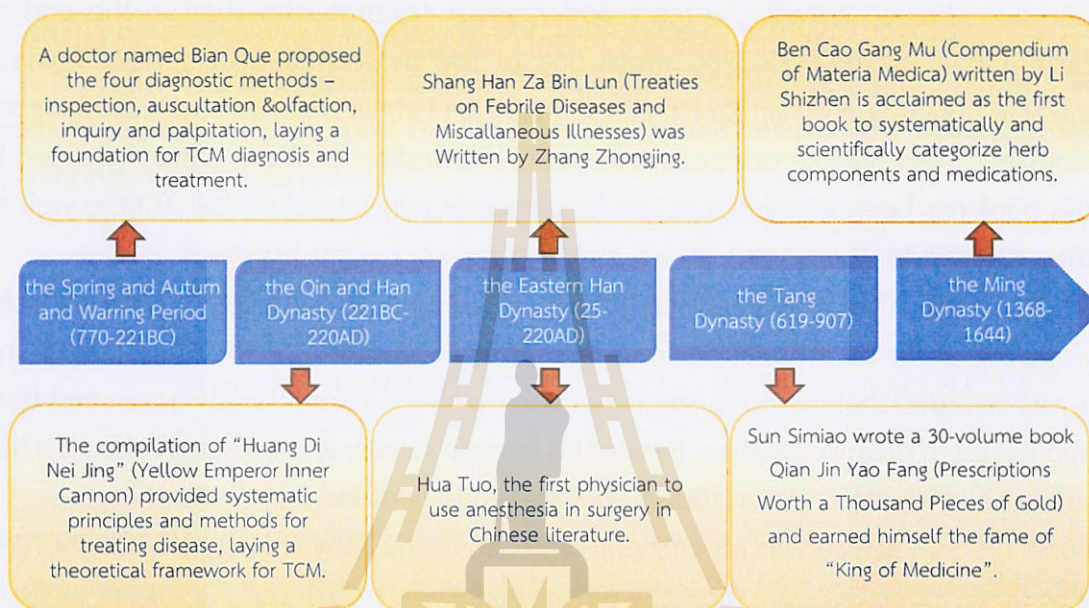 A doctor named Bian Que proposed
the four diagnostic methods –
inspection, auscultation &olfaction,
inquiry and palpitation, laying a
foundation for TCM diagnosis and
treatment.
Shang Han Za Bin Lun (Treaties
on Febrile Diseases and
Miscallaneous Illnesses) was
Written by Zhang Zhongjing.
Ben Cao Gang Mu (Compendium
of Materia Medica) written by Li
Shizhen is acclaimed as the first
book to systematically and
scientifically categorize herb
components and medications.
the Spring and Autum
and Warring Period
(770-221BC)
the Qin and Han
Dynasty (221BC-
220AD)
the Eastern Han
Dynasty (25-
220AD)
the Tang
Dynasty (619-907)
the Ming
Dynasty (1368-
1644)
The compilation of “Huang Di
Nei Jing” (Yellow Emperor Inner
Cannon) provided systematic
principles and methods for
treating disease, laying a
theoretical framework for TCM.
Hua Tuo, the first physician to
use anesthesia in surgery in
Chinese literature.
Sun Simiao wrote a 30-volume book
Qian Jin Yao Fang (Prescriptions
Worth a Thousand Pieces of Gold)
and earned himself the fame of
“King of Medicine”.